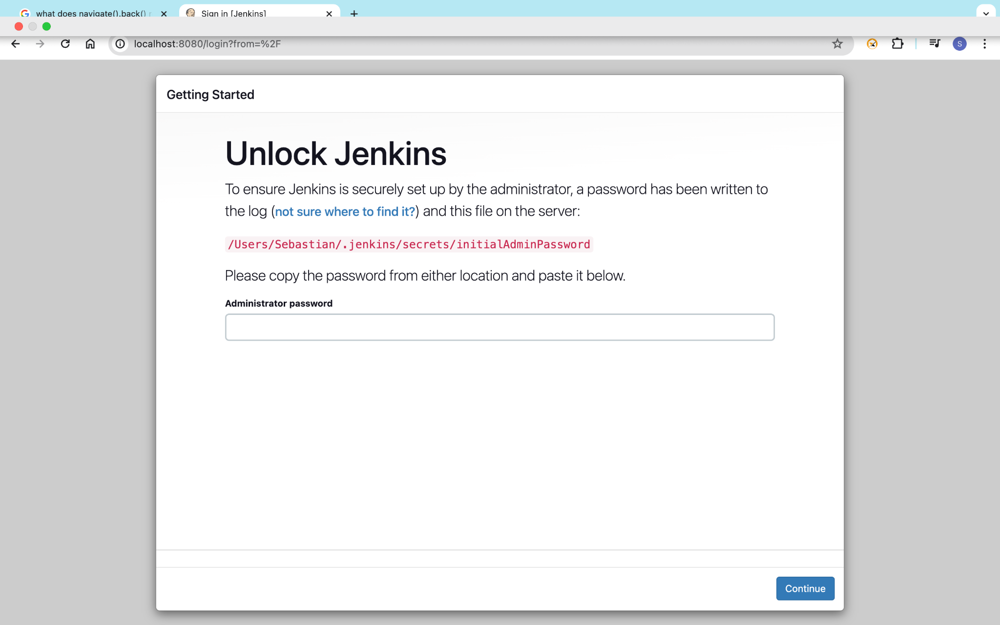 what does navigate().back()
Sign in [Jenkins]
localhost:8080/login?from=%2F
S
Getting Started
Unlock Jenkins
To ensure Jenkins is securely set up by the administrator, a password has been written to
the log (not sure where to find it?) and this file on the server:
/Users/Sebastian/.jenkins/secrets/initialAdminPassword
Please copy the password from either location and paste it below.
Administrator password
Continue